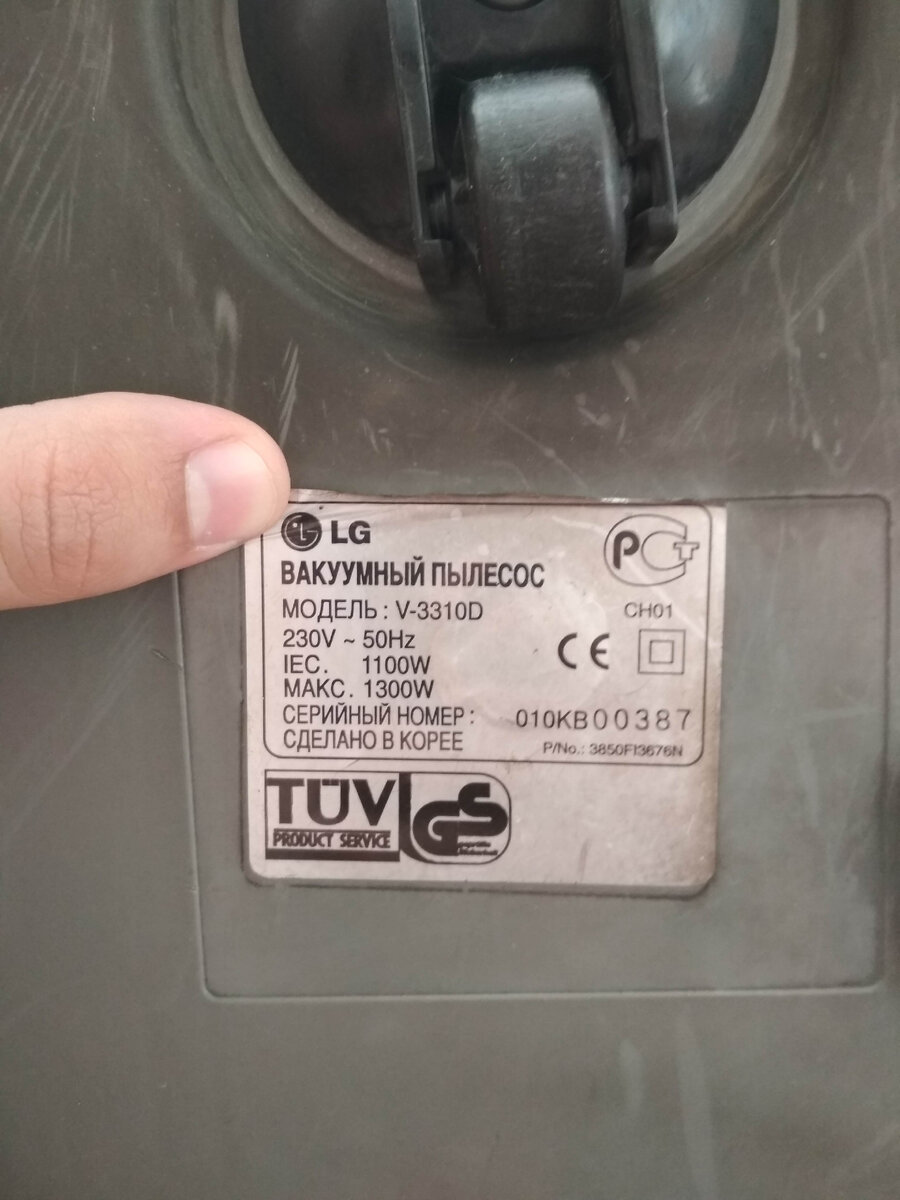 LG
ВАКУУМНЫЙ ПЫЛЕСОС
МОДЕЛЬ : V-3310D
CH01
230V ~ 50Hz
IEC. 1100W
CE
МАКС. 1300W
СЕРИЙНЫЙ НОМЕР : 010KB00387
СДЕЛАНО В КОРЕЕ
P/No.: 3850FI3676N
TÜV
PRODUCT SERVICE
GS